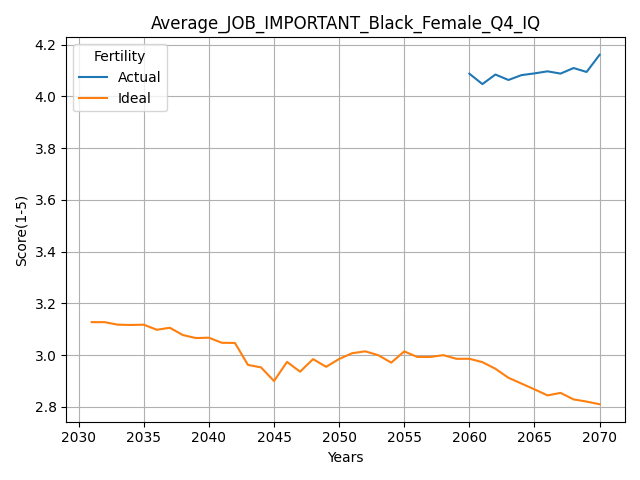 Average_JOB_IMPORTANT_Black_Female_Q4_IQ
Fertility
Actual
Ideal
Score(1-5)
4.2
4.0
3.8
3.6
3.4
3.2
3.0
2.8
2030 2035 2040 2045 2050 2055 2060 2065 2070
Years